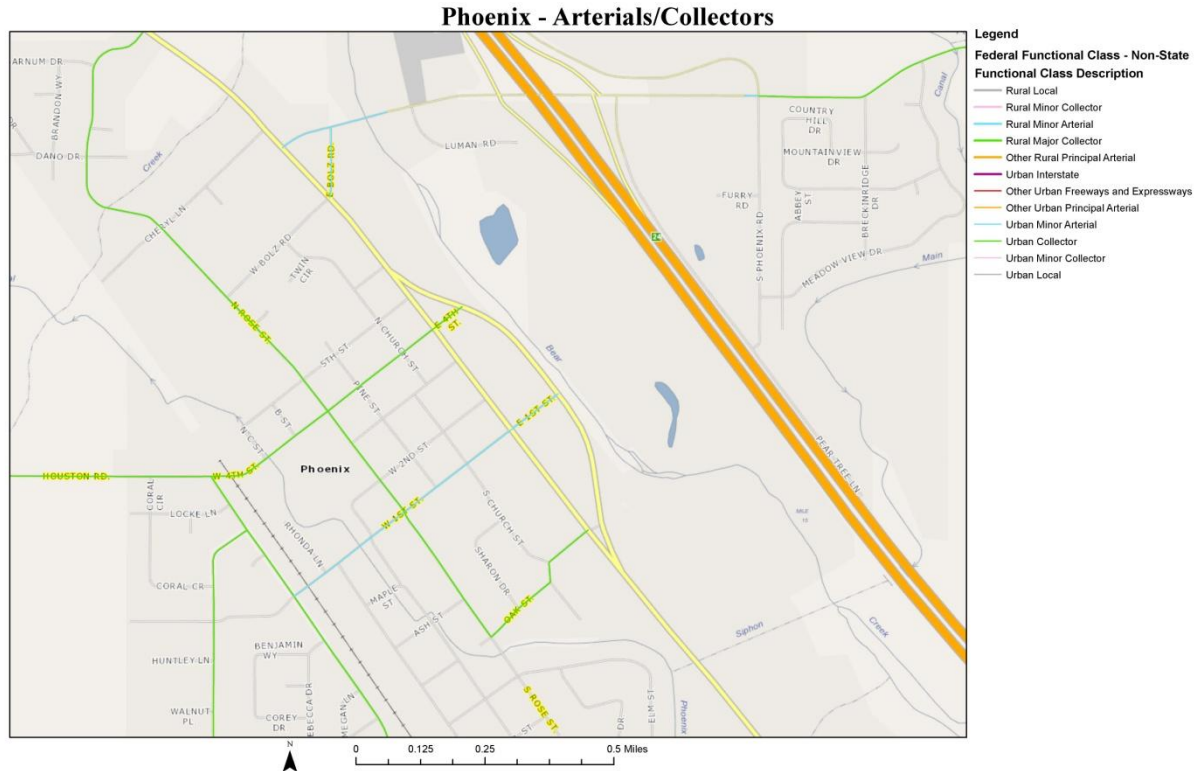 Phoenix - Arterials/Collectors
Legend
Federal Functional Class - Non-State
Functional Class Description
Rural Local
Rural Minor Collector
Rural Minor Arterial
Rural Major Collector
Other Rural Principal Arterial
Urban Interstate
Other Urban Freeways and Expressways
Other Urban Principal Arterial
Urban Minor Arterial
Urban Collector
Urban Minor Collector
Urban Local
ARNUM DR
BRANDON WY
DANO DR
Creek
CHERYL LN
E BOLZ RD
W BOLZ RD
TWIN CIR
LUMAN RD
COUNTRY HILL DR
MOUNTAIN VIEW DR
Canal
FURRY RD
S PHOENIX RD
ABBEY ST
BRECKINRIDGE DR
MEADOW VIEW DR
Main
N ROSE ST.
N CHURCH ST
E 4TH ST.
5TH ST
PINE ST
B ST
N C ST
Bear
E 1ST ST.
W 2ND ST
W 4TH ST.
HOUSTON RD.
Phoenix
W 1ST ST.
S CHURCH ST
PEAR TREE LN
CORAL CIR
LOCKE LN
RHONDA LN
SHARON DR
CORAL CR
MAPLE ST
ASH ST
OAK ST.
Siphon
Creek
BENJAMIN WY
HUNTLEY LN
WALNUT PL
COREY DR
EBECCA DR
MEGAN LN
S ROSE ST.
ST
DR
ELM ST
Phoenix
N
0 0.125 0.25 0.5 Miles